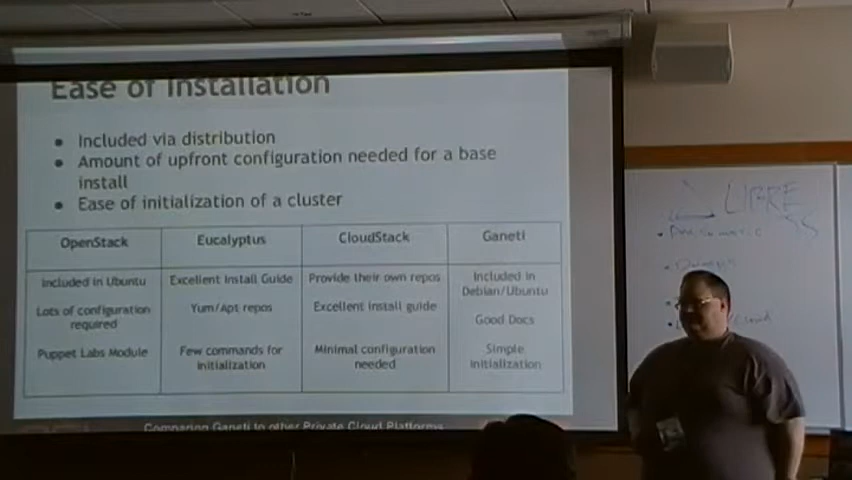 Ease of Installation
● Included via distribution
● Amount of upfront configuration needed for a base
install
● Ease of initialization of a cluster
OpenStack Eucalyptus CloudStack Ganeti
Included in Ubuntu
Lots of configuration
required
Puppet Labs Module
Excellent Install Guide
Yum/Apt repos
Few commands for
initialization
Provide their own repos
Excellent install guide
Minimal configuration
needed
Included in
Debian/Ubuntu
Good Docs
Simple
initialization
Comparing Ganeti to other Private Cloud Platforms
LIBRE